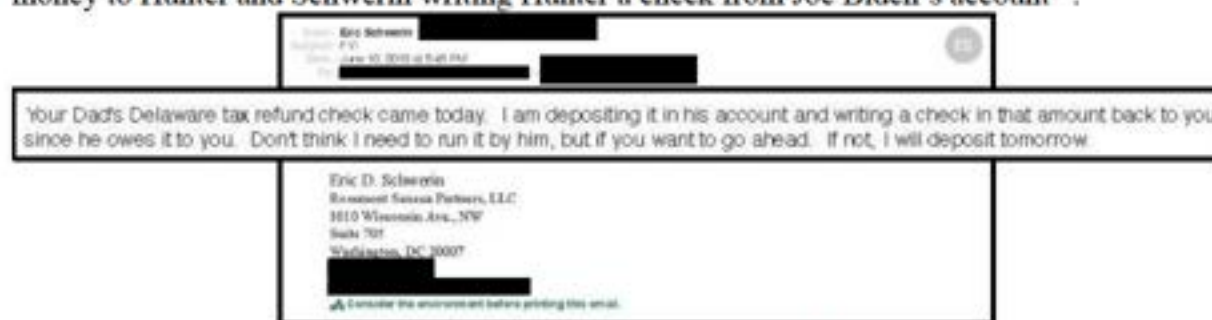 money to Hunter and Schwerin writing Hunter a check from Joe Biden's account
Eric Schwerin
June 10, 2010 at 5:45 PM
Your Dad's Delaware tax refund check came today. I am depositing it in his account and writing a check in that amount back to you
since he owes it to you. Don't think I need to run it by him, but if you want to go ahead. If not, I will deposit tomorrow.
Eric D. Schwerin
Rosemont Seneca Partners, LLC
1010 Wisconsin Ave., NW
Suite 705
Washington, DC 20007
Consider the environment before printing this email.